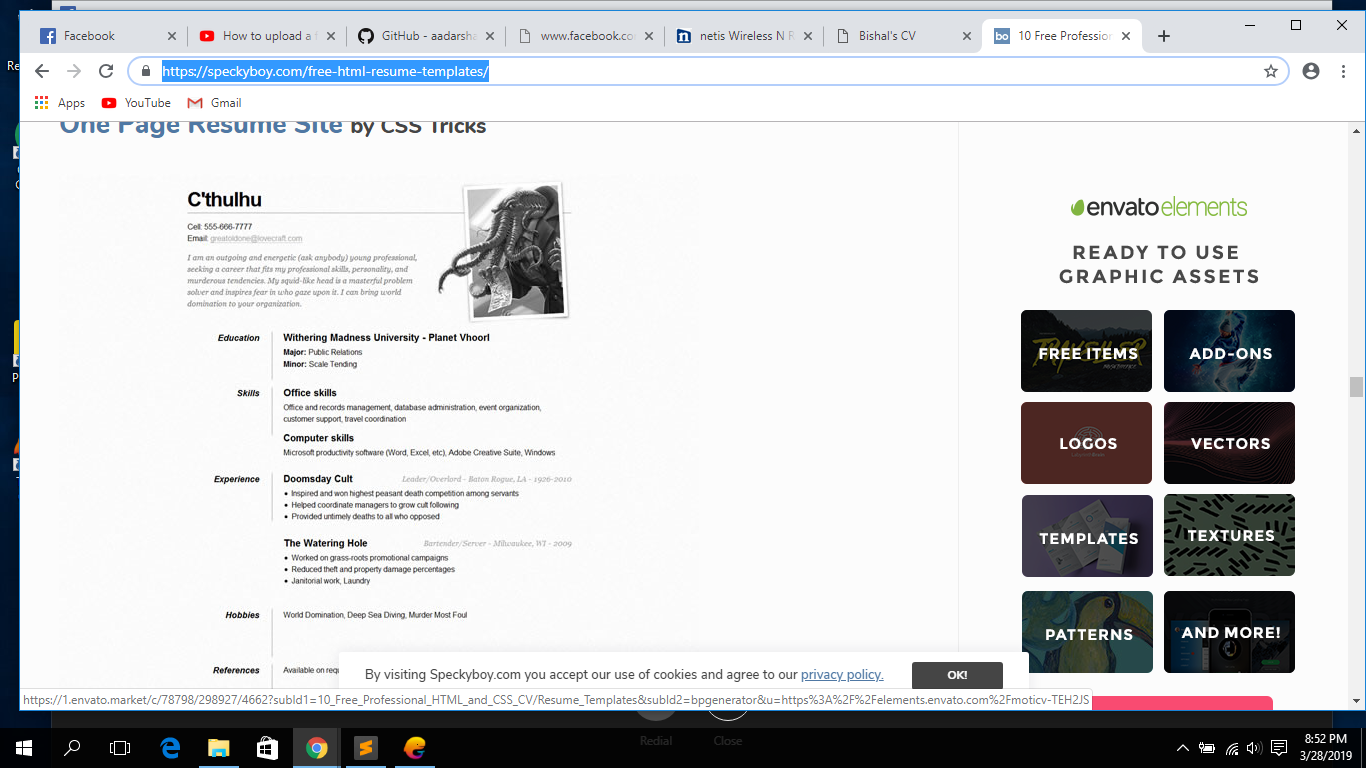 Facebook
How to upload a f
GitHub - aadarsha
www.facebook.co
netis Wireless N R
Bishal's CV
bo
10 Free Profession
https://speckyboy.com/free-html-resume-templates/
Apps
YouTube
Gmail
One Page Resume Site by CSS Tricks
C'thulhu
Cell: 555-666-7777
Email: greatoldone@lovecraft.com
I am an outgoing and energetic (ask anybody) young professional,
seeking a career that fits my professional skills, personality, and
murderous tendencies. My squid-like head is a masterful problem
solver and inspires fear in who gaze upon it. I can bring world
domination to your organization.
Education
Withering Madness University - Planet Vhoorl
Major: Public Relations
Minor: Scale Tending
Skills
Office skills
Office and records management, database administration, event organization,
customer support, travel coordination
Computer skills
Microsoft productivity software (Word, Excel, etc), Adobe Creative Suite, Windows
Experience
Doomsday Cult
Leader/Overlord - Baton Rogue, LA - 1926-2010
Inspired and won highest peasant death competition among servants
Helped coordinate managers to grow cult following
Provided untimely deaths to all who opposed
The Watering Hole
Bartender/Server - Milwaukee, WI - 2009
Worked on grass-roots promotional campaigns
Reduced theft and property damage percentages
Janitorial work, Laundry
Hobbies
World Domination, Deep Sea Diving, Murder Most Foul
References
Available on requ
envatoelements
READY TO USE
GRAPHIC ASSETS
FREE ITEMS
ADD-ONS
LOGOS
VECTORS
TEMPLATES
TEXTURES
PATTERNS
AND MORE!
By visiting Speckyboy.com you accept our use of cookies and agree to our privacy policy.
OK!
https://1.envato.market/c/78798/298927/4662?subId1=10_Free_Professional_HTML_and_CSS_CV/Resume_Templates&subId2=bpgenerator&u=https%3A%2F%2Felements.envato.com%2Fmoticv-TEH2JS
Redial
Close
8:52 PM
3/28/2019